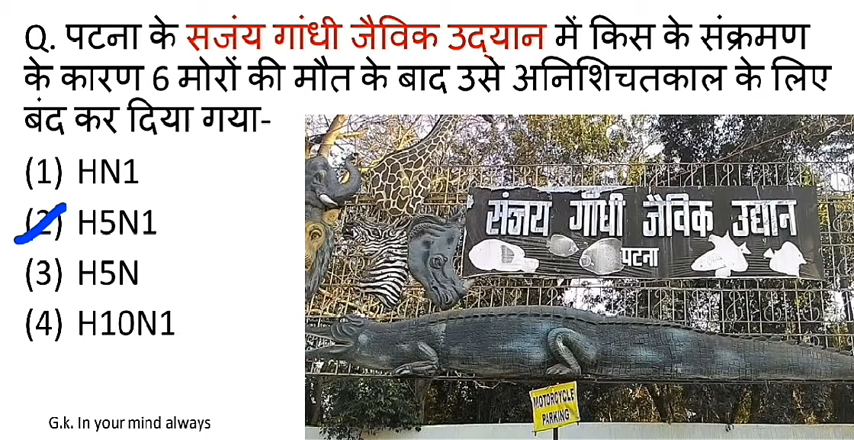 Q. पटना के सजंय गांधी जैविक उद्यान में किस के संक्रमण
के कारण 6 मोरों की मौत के बाद उसे अनिशिचतकाल के लिए
बंद कर दिया गया-
(1) HN1
(2) H5N1
(3) H5N
(4) H10N1
संजय गाँधी जैविक उद्यान
पटना
MOTORCYCLE
PARKING
G.k. In your mind always